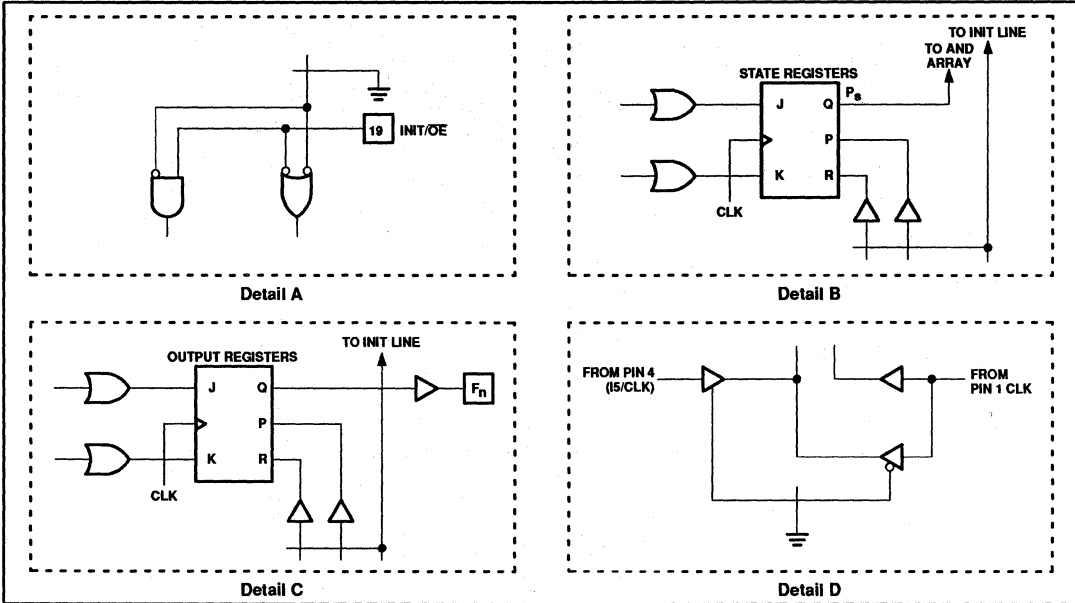 19 INIT/OE
Detail A
TO INIT LINE
TO AND
ARRAY
STATE REGISTERS
Ps
J
Q
P
K
R
CLK
Detail B
TO INIT LINE
OUTPUT REGISTERS
J
Q
Fn
P
K
R
CLK
Detail C
FROM PIN 4
(I5/CLK)
FROM
PIN 1 CLK
Detail D